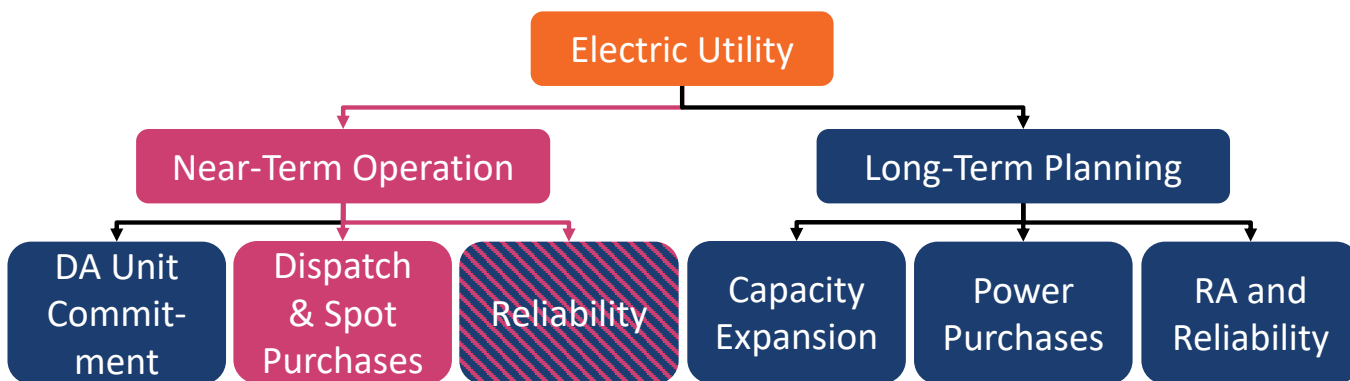 Electric Utility
Near-Term Operation
Long-Term Planning
DA Unit
Commit-
ment
Dispatch
& Spot
Purchases
Reliability
Capacity
Expansion
Power
Purchases
RA and
Reliability